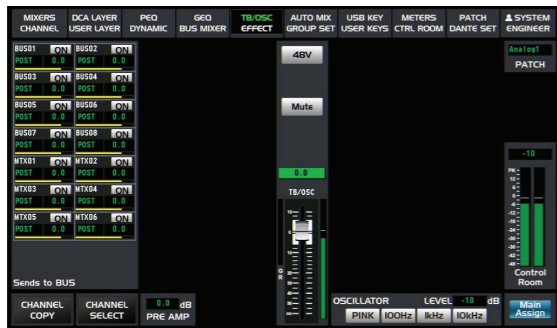 MIXERS DCA LAYER PEQ GEQ TB/OSC AUTO MIX USB KEY METERS PATCH SYSTEM
CHANNEL USER LAYER DYNAMIC BUS MIXER EFFECT GROUP SET USER KEYS CTRL ROOM DANTE SET ENGINEER
BUS01 ON BUS02 ON
POST 0.0 POST 0.0
BUS03 ON BUS04 ON
POST 0.0 POST 0.0
BUS05 ON BUS06 ON
POST 0.0 POST 0.0
BUS07 ON BUS08 ON
POST 0.0 POST 0.0
MTX01 ON MTX02 ON
POST 0.0 POST 0.0
MTX03 ON MTX04 ON
POST 0.0 POST 0.0
MTX05 ON MTX06 ON
POST 0.0 POST 0.0
Sends to BUS
CHANNEL COPY
CHANNEL SELECT
0.0 dB
PRE AMP
48V
Mute
0.0
TB/OSC
GR
OSCILLATOR LEVEL -10 dB
PINK 100Hz 1kHz 10kHz
Analog1
PATCH
-10
PK
Control
Room
Main
Assign